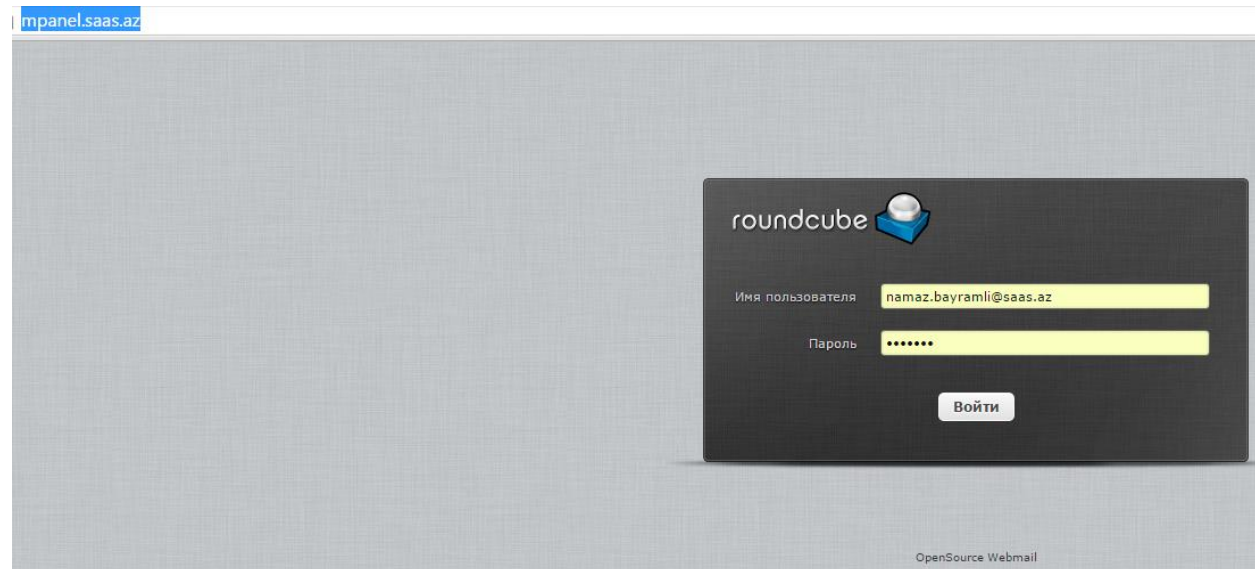 mpanel.saas.az
roundcube
Имя пользователя namaz.bayramli@saas.az
Пароль •••••••
Войти
OpenSource Webmail